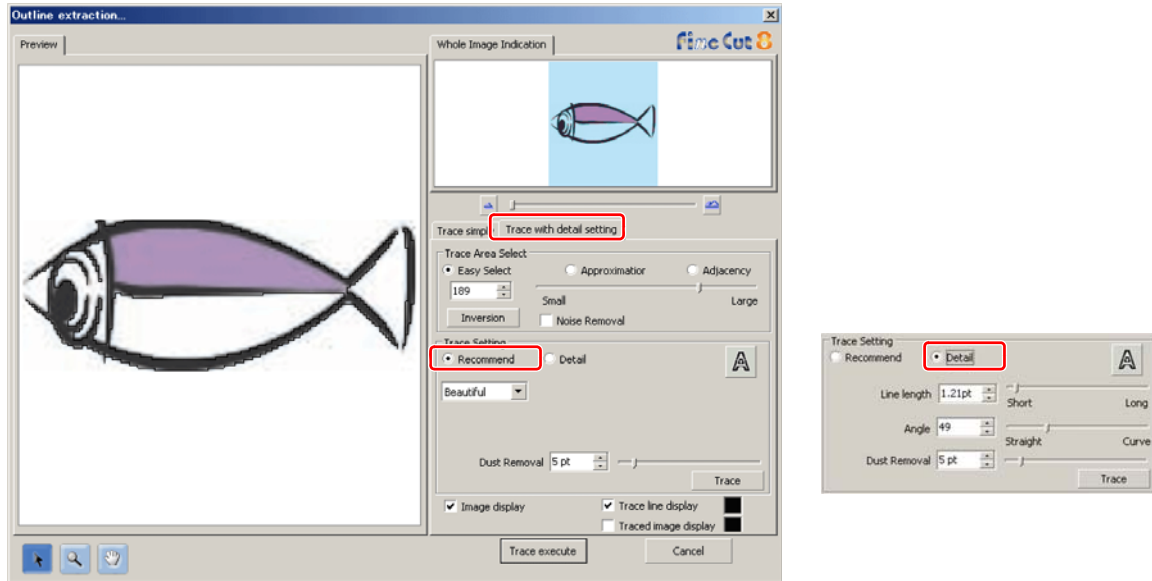 Outline extraction...
Preview
Whole Image Indication
Fine Cut 8
Trace simple
Trace with detail setting
Trace Area Select
Easy Select
Approximatior
Adjacency
189
Small
Large
Inversion
Noise Removal
Trace Setting
Recommend
Detail
A
Beautiful
Dust Removal
5 pt
Trace
Image display
Trace line display
Traced image display
Trace execute
Cancel
Trace Setting
Recommend
Detail
A
Line length
1.21pt
Short
Long
Angle
49
Straight
Curve
Dust Removal
5 pt
Trace